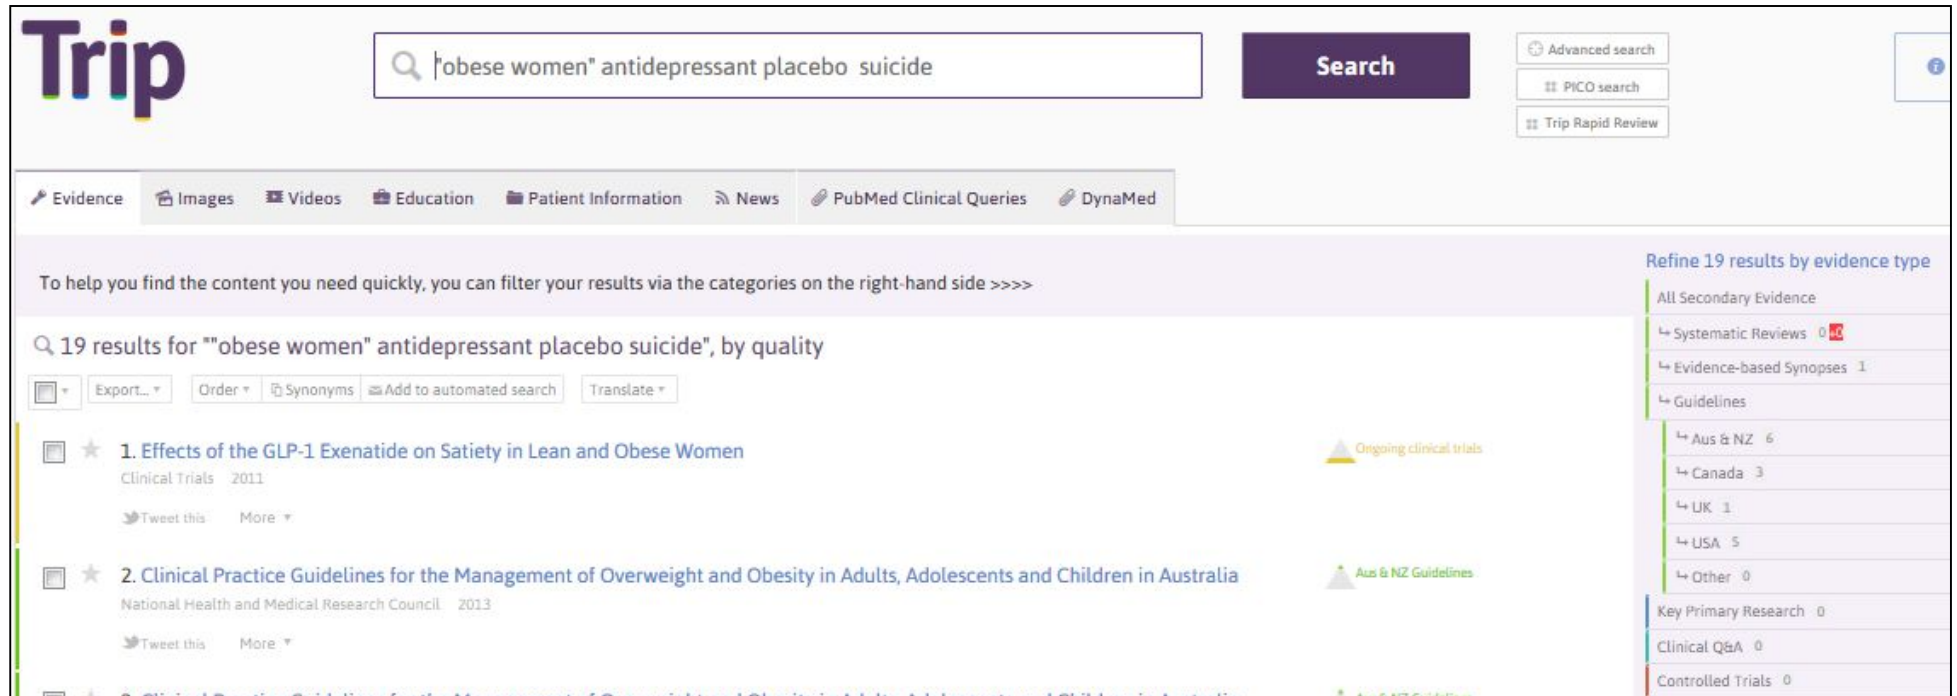 Trip
"obese women" antidepressant placebo suicide
Search
Advanced search
PICO search
Trip Rapid Review
Evidence
Images
Videos
Education
Patient Information
News
PubMed Clinical Queries
DynaMed
To help you find the content you need quickly, you can filter your results via the categories on the right-hand side >>>>
19 results for ""obese women" antidepressant placebo suicide", by quality
Export...
Order
Synonyms
Add to automated search
Translate
1. Effects of the GLP-1 Exenatide on Satiety in Lean and Obese Women
Ongoing clinical trials
Clinical Trials 2011
Tweet this More
2. Clinical Practice Guidelines for the Management of Overweight and Obesity in Adults, Adolescents and Children in Australia
Aus & NZ Guidelines
National Health and Medical Research Council 2013
Tweet this More
Refine 19 results by evidence type
All Secondary Evidence
Systematic Reviews 0 +0
Evidence-based Synopses 1
Guidelines
Aus & NZ 6
Canada 3
UK 1
USA 5
Other 0
Key Primary Research 0
Clinical Q&A 0
Controlled Trials 0